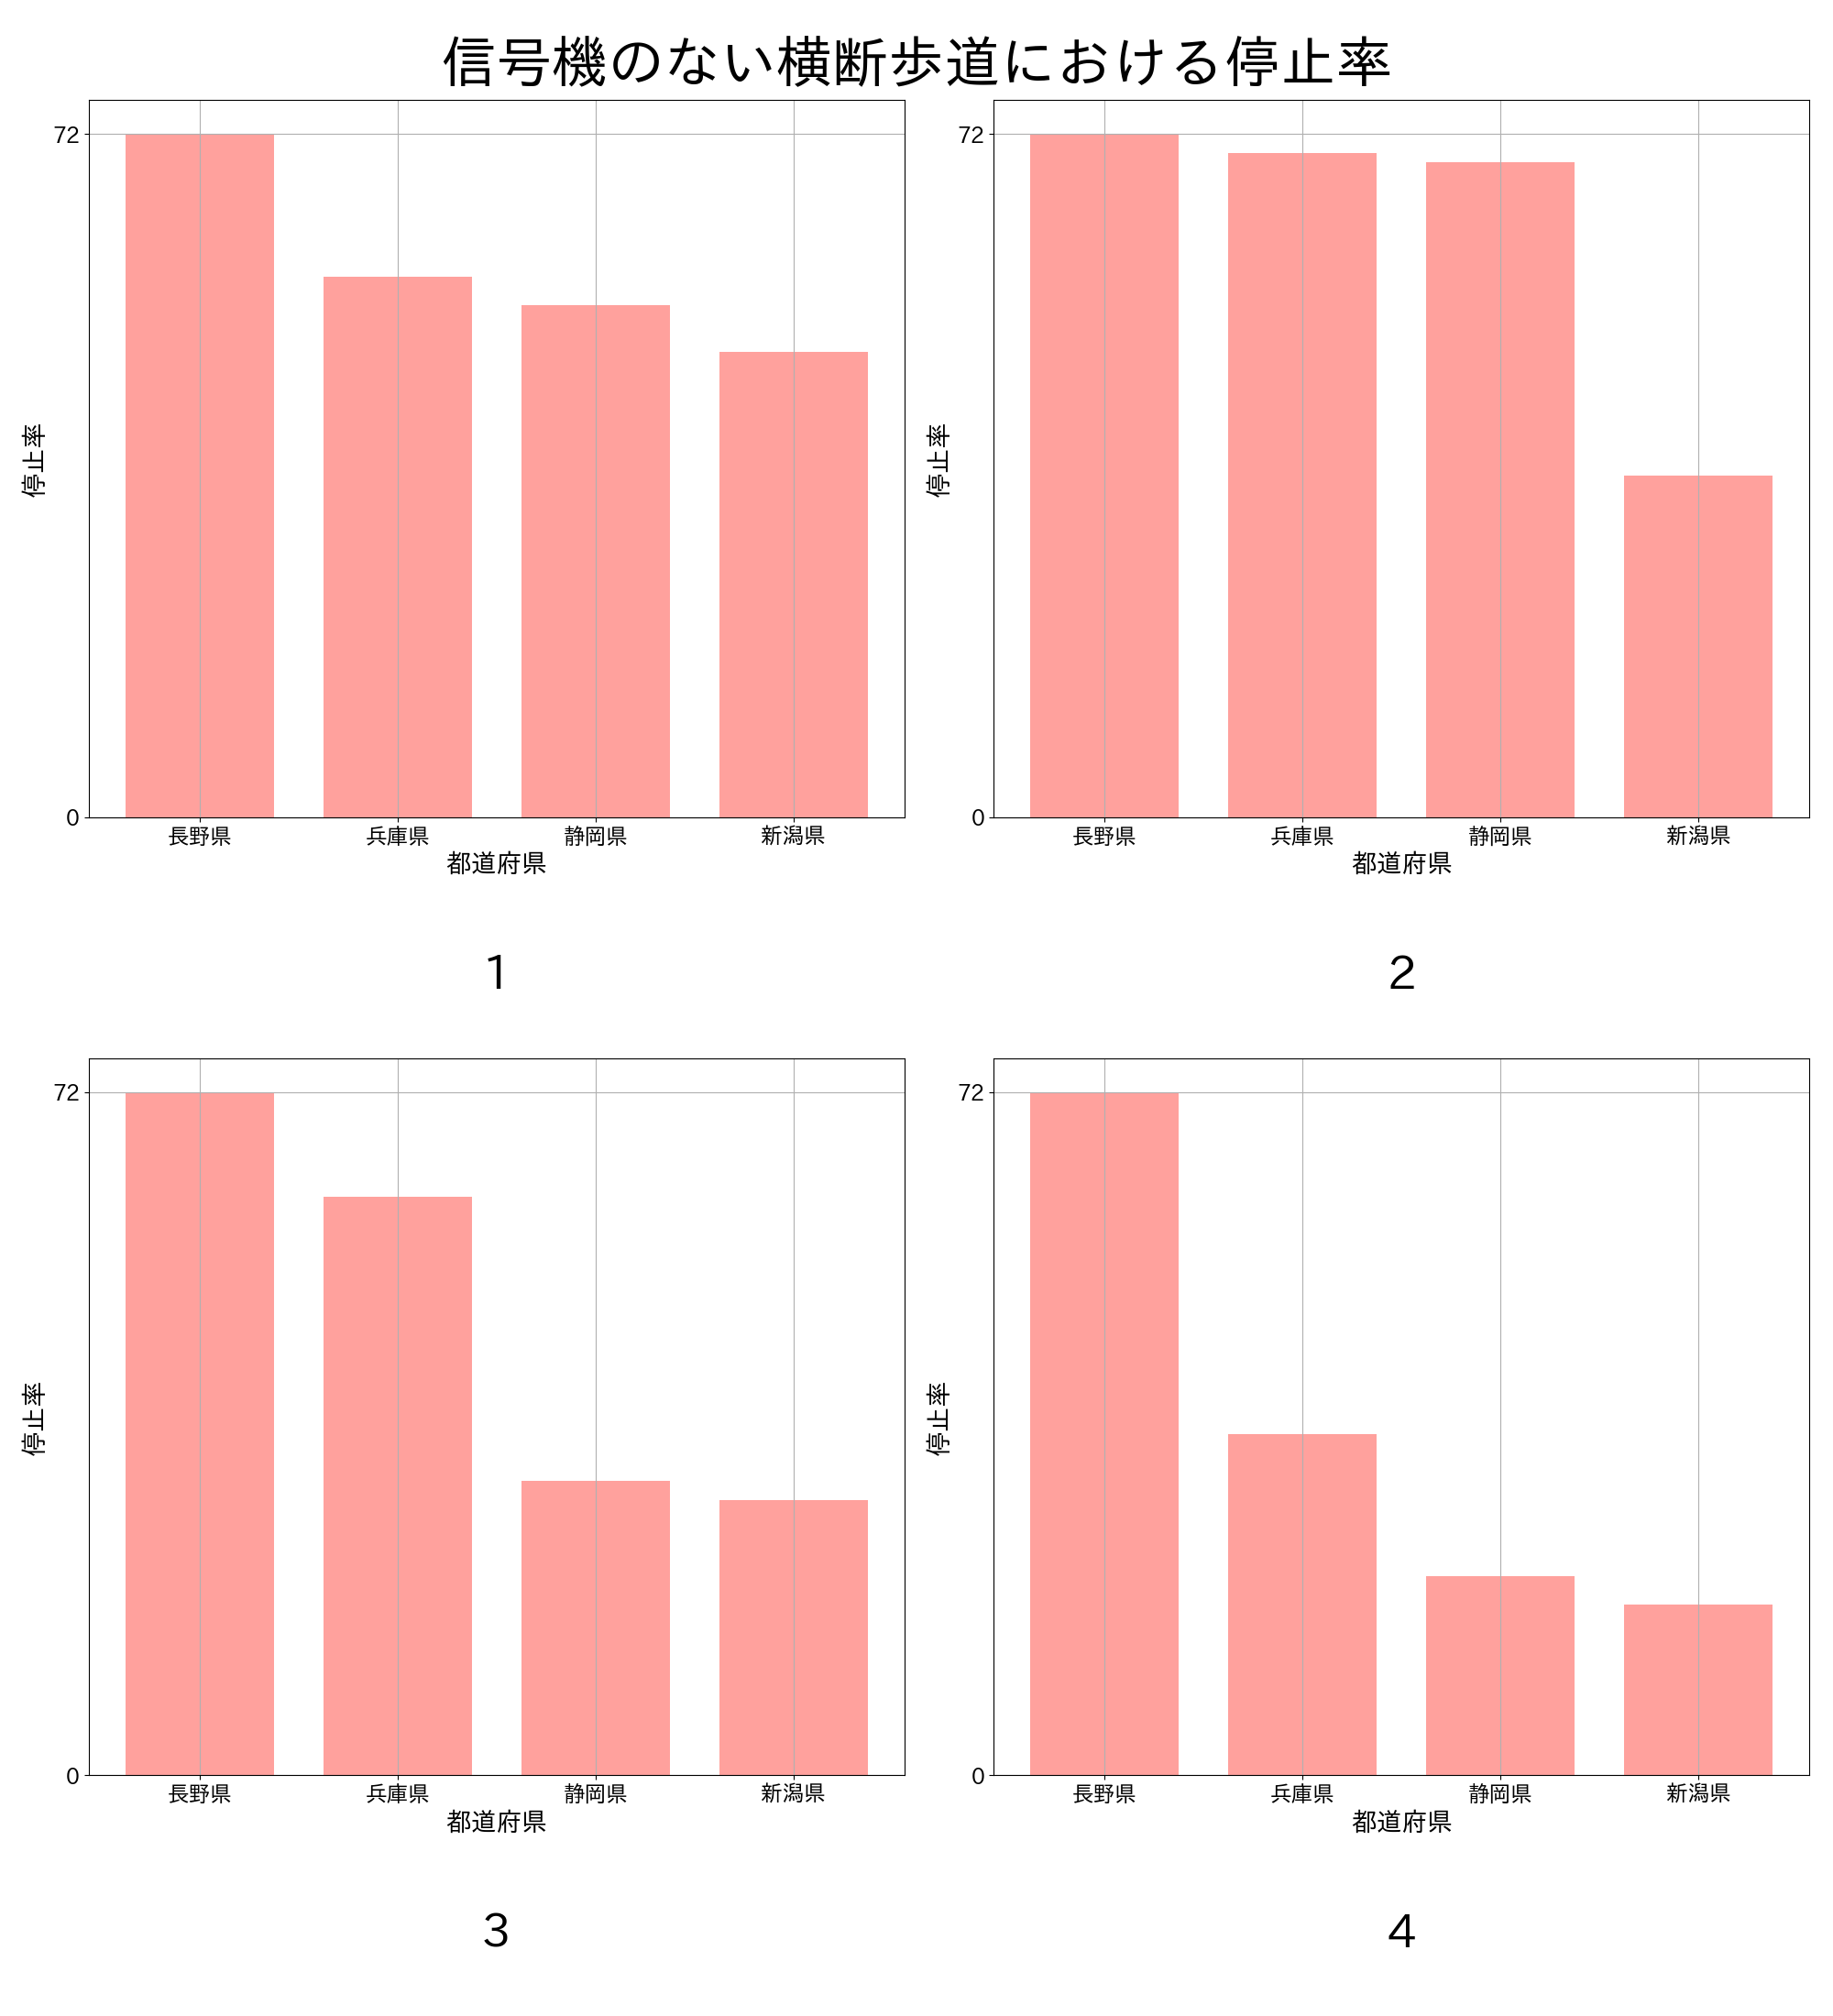 信号機のない横断歩道における停止率
72
0
停止率
長野県 兵庫県 静岡県 新潟県
都道府県
1
72
0
停止率
長野県 兵庫県 静岡県 新潟県
都道府県
2
72
0
停止率
長野県 兵庫県 静岡県 新潟県
都道府県
3
72
0
停止率
長野県 兵庫県 静岡県 新潟県
都道府県
4